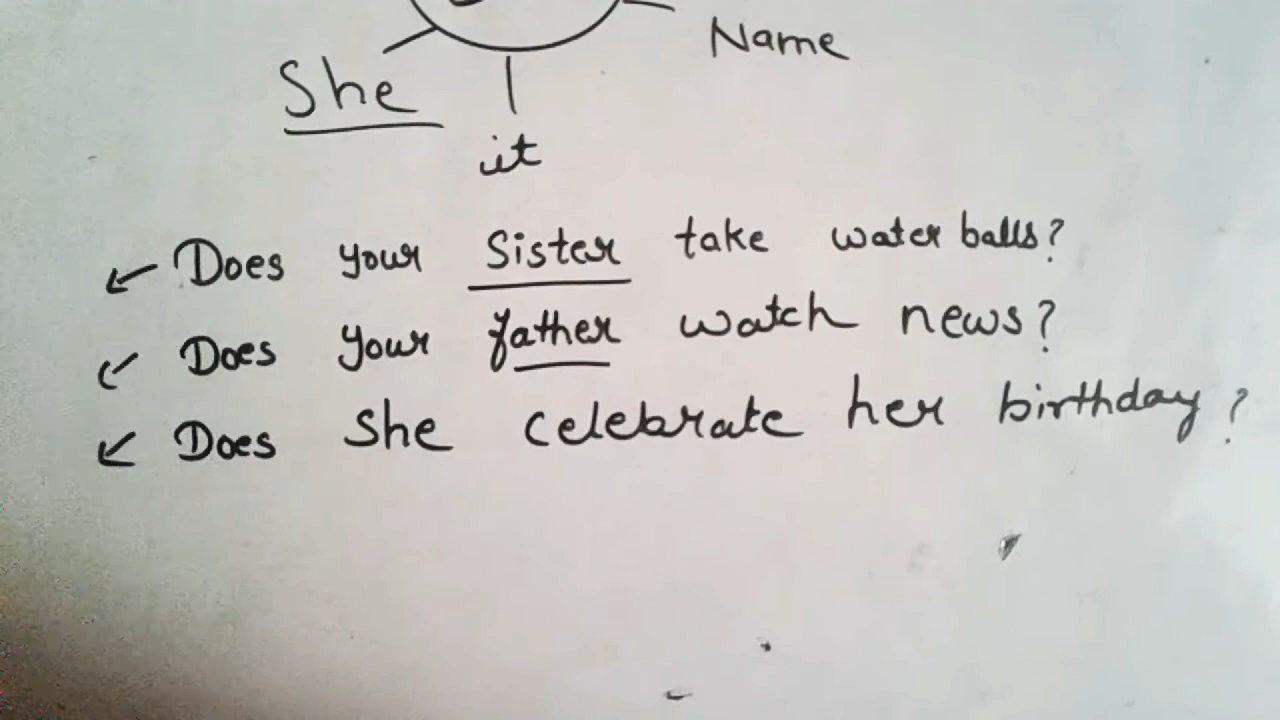 Name
She
it
Does your Sister take water balls?
Does your father watch news?
Does She celebrate her birthday?